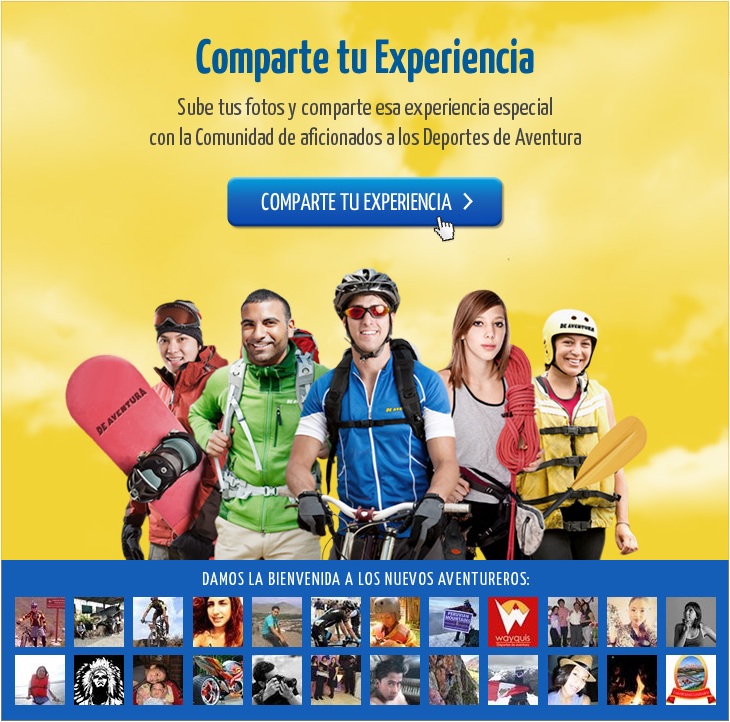 Comparte tu Experiencia
Sube tus fotos y comparte esa experiencia especial
con la Comunidad de aficionados a los Deportes de Aventura
COMPARTE TU EXPERIENCIA >
DE AVENTURA
DE AVENTURA
DAMOS LA BIENVENIDA A LOS NUEVOS AVENTUREROS:
wayquis